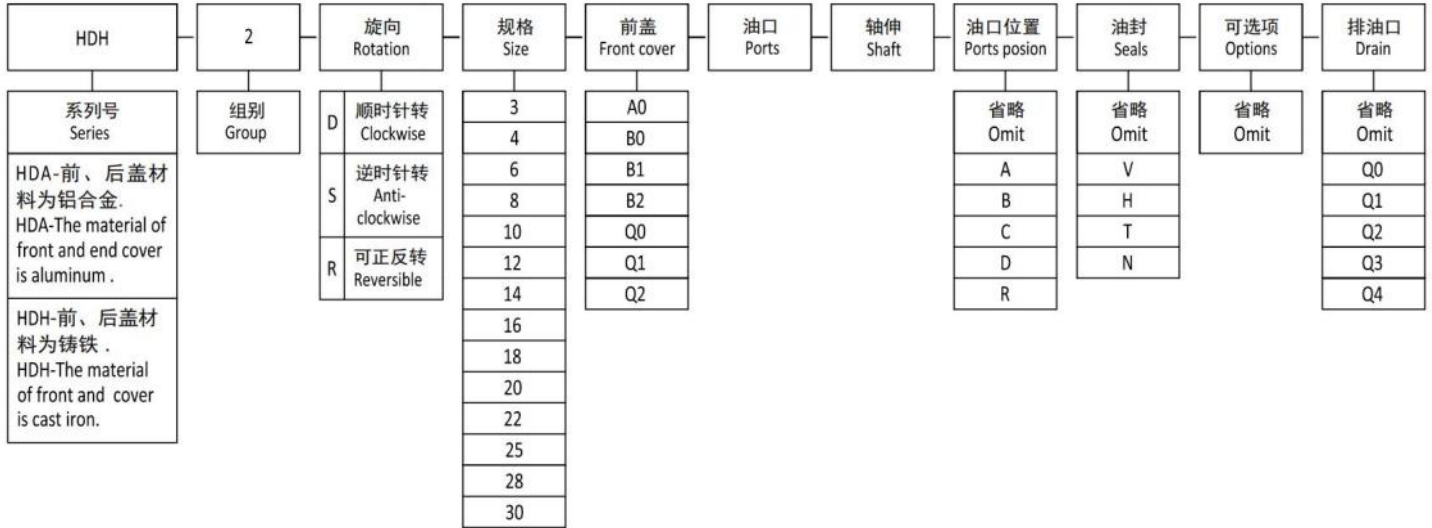 HDH
2
旋向
Rotation
规格
Size
前盖
Front cover
油口
Ports
轴伸
Shaft
油口位置
Ports posion
油封
Seals
可选项
Options
排油口
Drain
系列号
Series
HDA-前、后盖材
料为铝合金.
HDA-The material of
front and end cover
is aluminum .
HDH-前、后盖材
料为铸铁 .
HDH-The material
of front and cover
is cast iron.
组别
Group
D
顺时针转
Clockwise
S
逆时针转
Anti-
clockwise
R
可正反转
Reversible
3
4
6
8
10
12
14
16
18
20
22
25
28
30
A0
B0
B1
B2
Q0
Q1
Q2
省略
Omit
A
B
C
D
R
省略
Omit
V
H
T
N
省略
Omit
省略
Omit
Q0
Q1
Q2
Q3
Q4